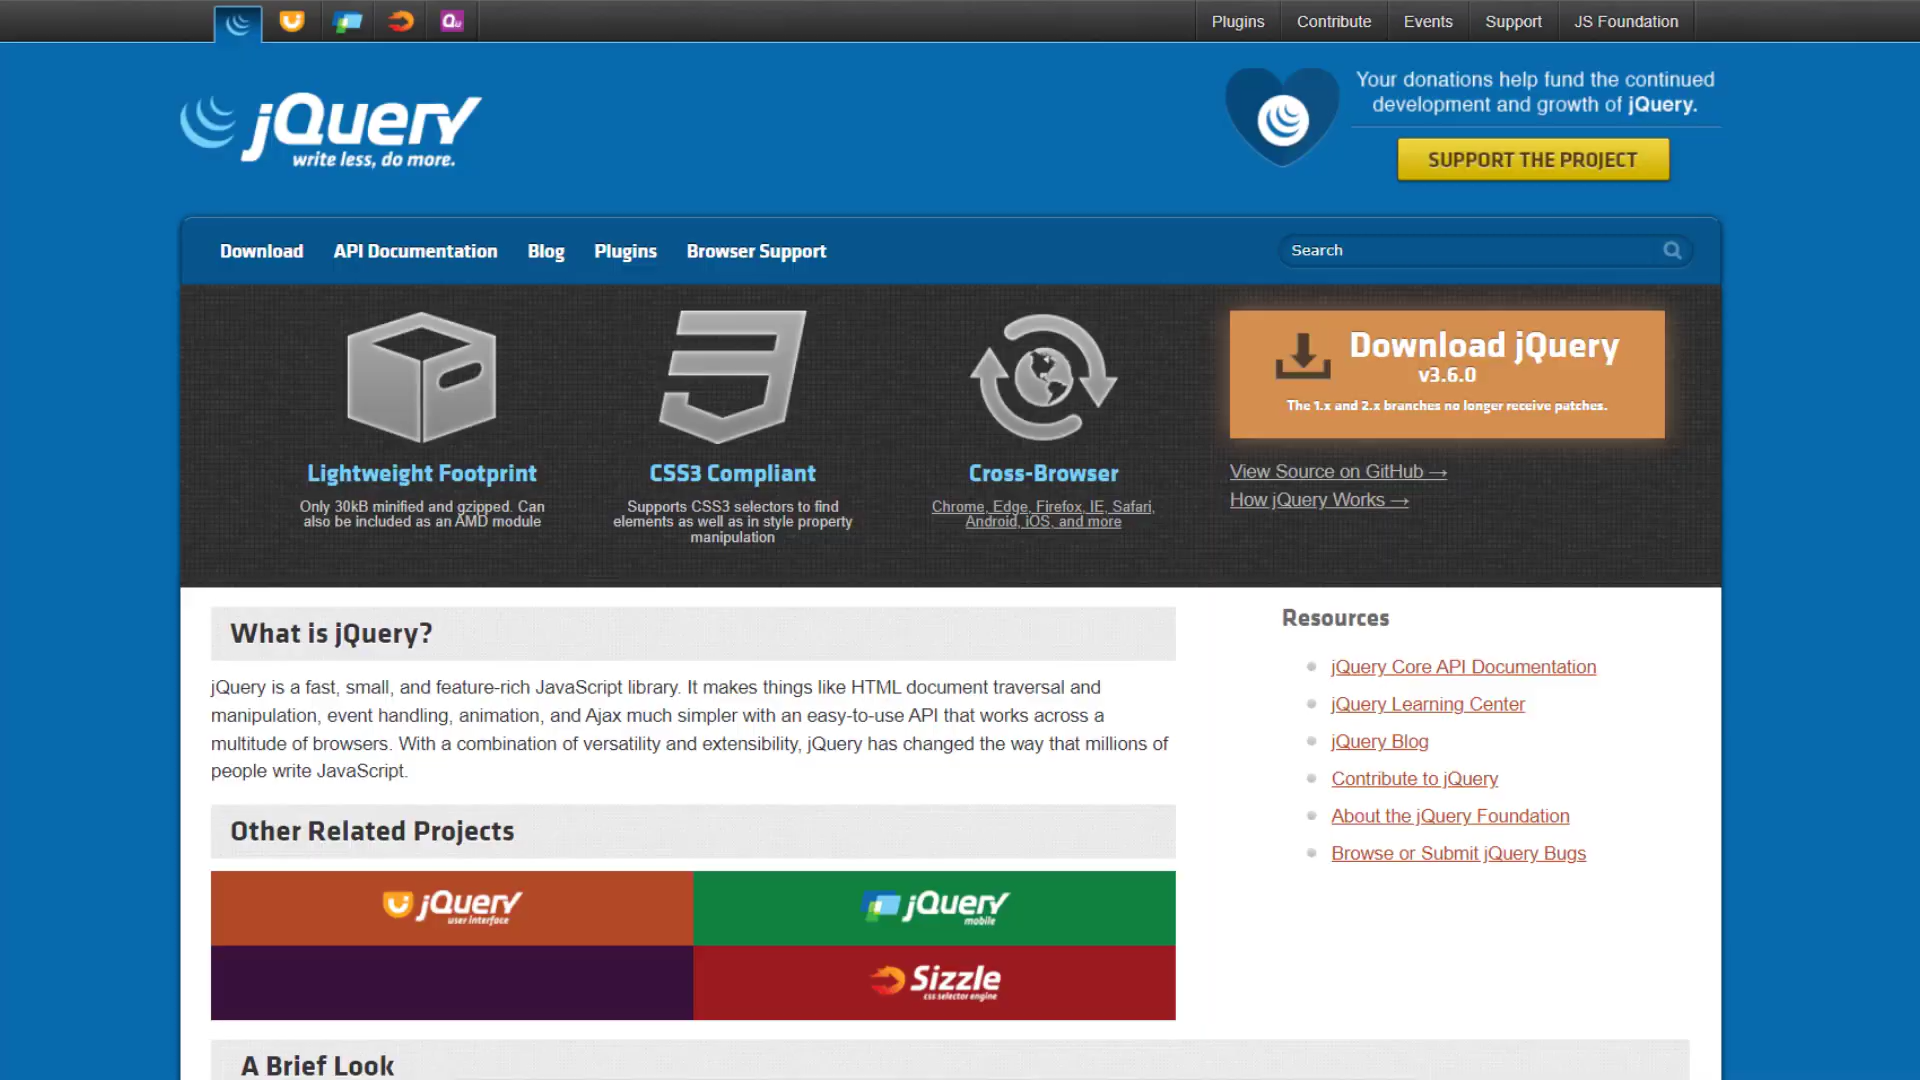 Plugins
Contribute
Events
Support
JS Foundation
Qu
jQuery
write less, do more.
Your donations help fund the continued
development and growth of jQuery.
SUPPORT THE PROJECT
Download
API Documentation
Blog
Plugins
Browser Support
Search
Lightweight Footprint
Only 30kB minified and gzipped. Can
also be included as an AMD module
CSS3 Compliant
Supports CSS3 selectors to find
elements as well as in style property
manipulation
Cross-Browser
Chrome, Edge, Firefox, IE, Safari,
Android, iOS, and more
Download jQuery
v3.6.0
The 1.x and 2.x branches no longer receive patches.
View Source on GitHub →
How jQuery Works →
What is jQuery?
jQuery is a fast, small, and feature-rich JavaScript library. It makes things like HTML document traversal and
manipulation, event handling, animation, and Ajax much simpler with an easy-to-use API that works across a
multitude of browsers. With a combination of versatility and extensibility, jQuery has changed the way that millions of
people write JavaScript.
Other Related Projects
jQuery
user interface
jQuery
mobile
Sizzle
css selector engine
Resources
jQuery Core API Documentation
jQuery Learning Center
jQuery Blog
Contribute to jQuery
About the jQuery Foundation
Browse or Submit jQuery Bugs
A Brief Look